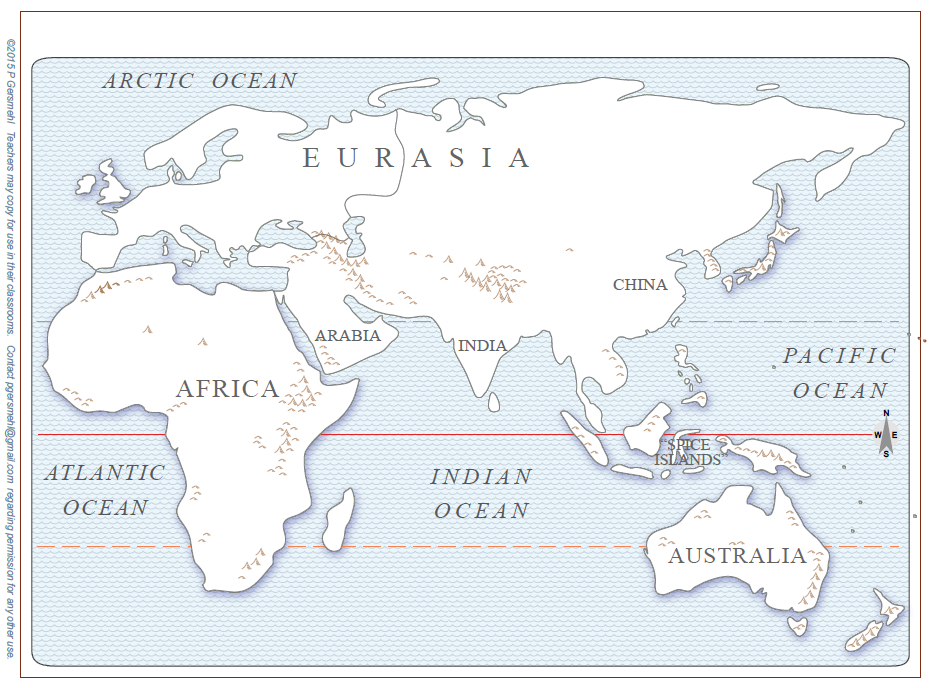 ARCTIC OCEAN
EURASIA
CHINA
ARABIA
INDIA
PACIFIC
OCEAN
AFRICA
N
W E
S
"SPICE
ISLANDS"
ATLANTIC
OCEAN
INDIAN
OCEAN
AUSTRALIA
©2015 P Gersmehl Teachers may copy for use in their classrooms. Contact pgersmehl@gmail.com regarding permission for any other use.